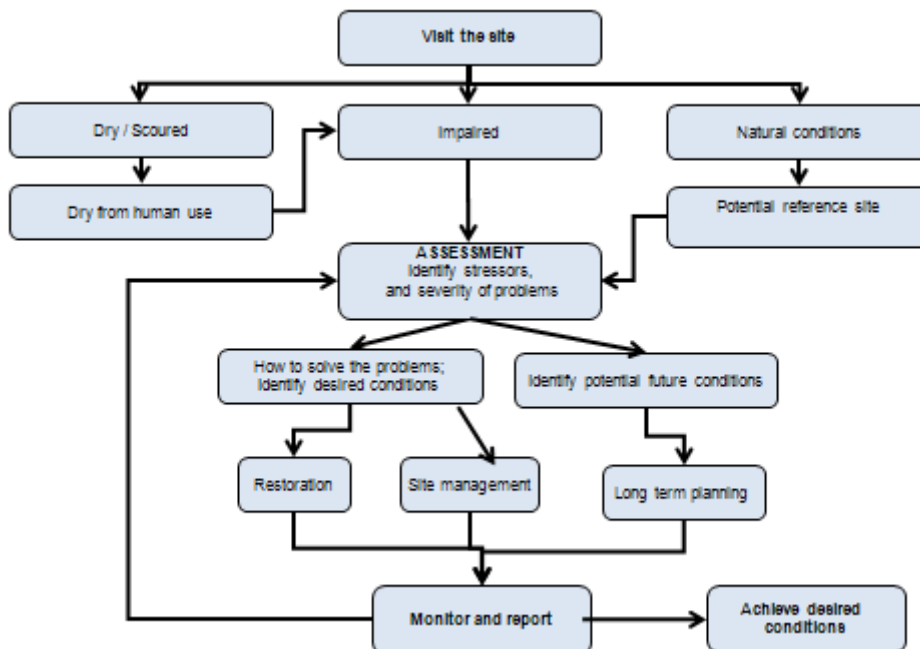 Visit the site
Dry / Scoured
Impaired
Natural conditions
Dry from human use
Potential reference site
ASSESSMENT
Identify stressors,
and severity of problems
How to solve the problems;
Identify desired conditions
Identify potential future conditions
Restoration
Site management
Long term planning
Monitor and report
Achieve desired
conditions